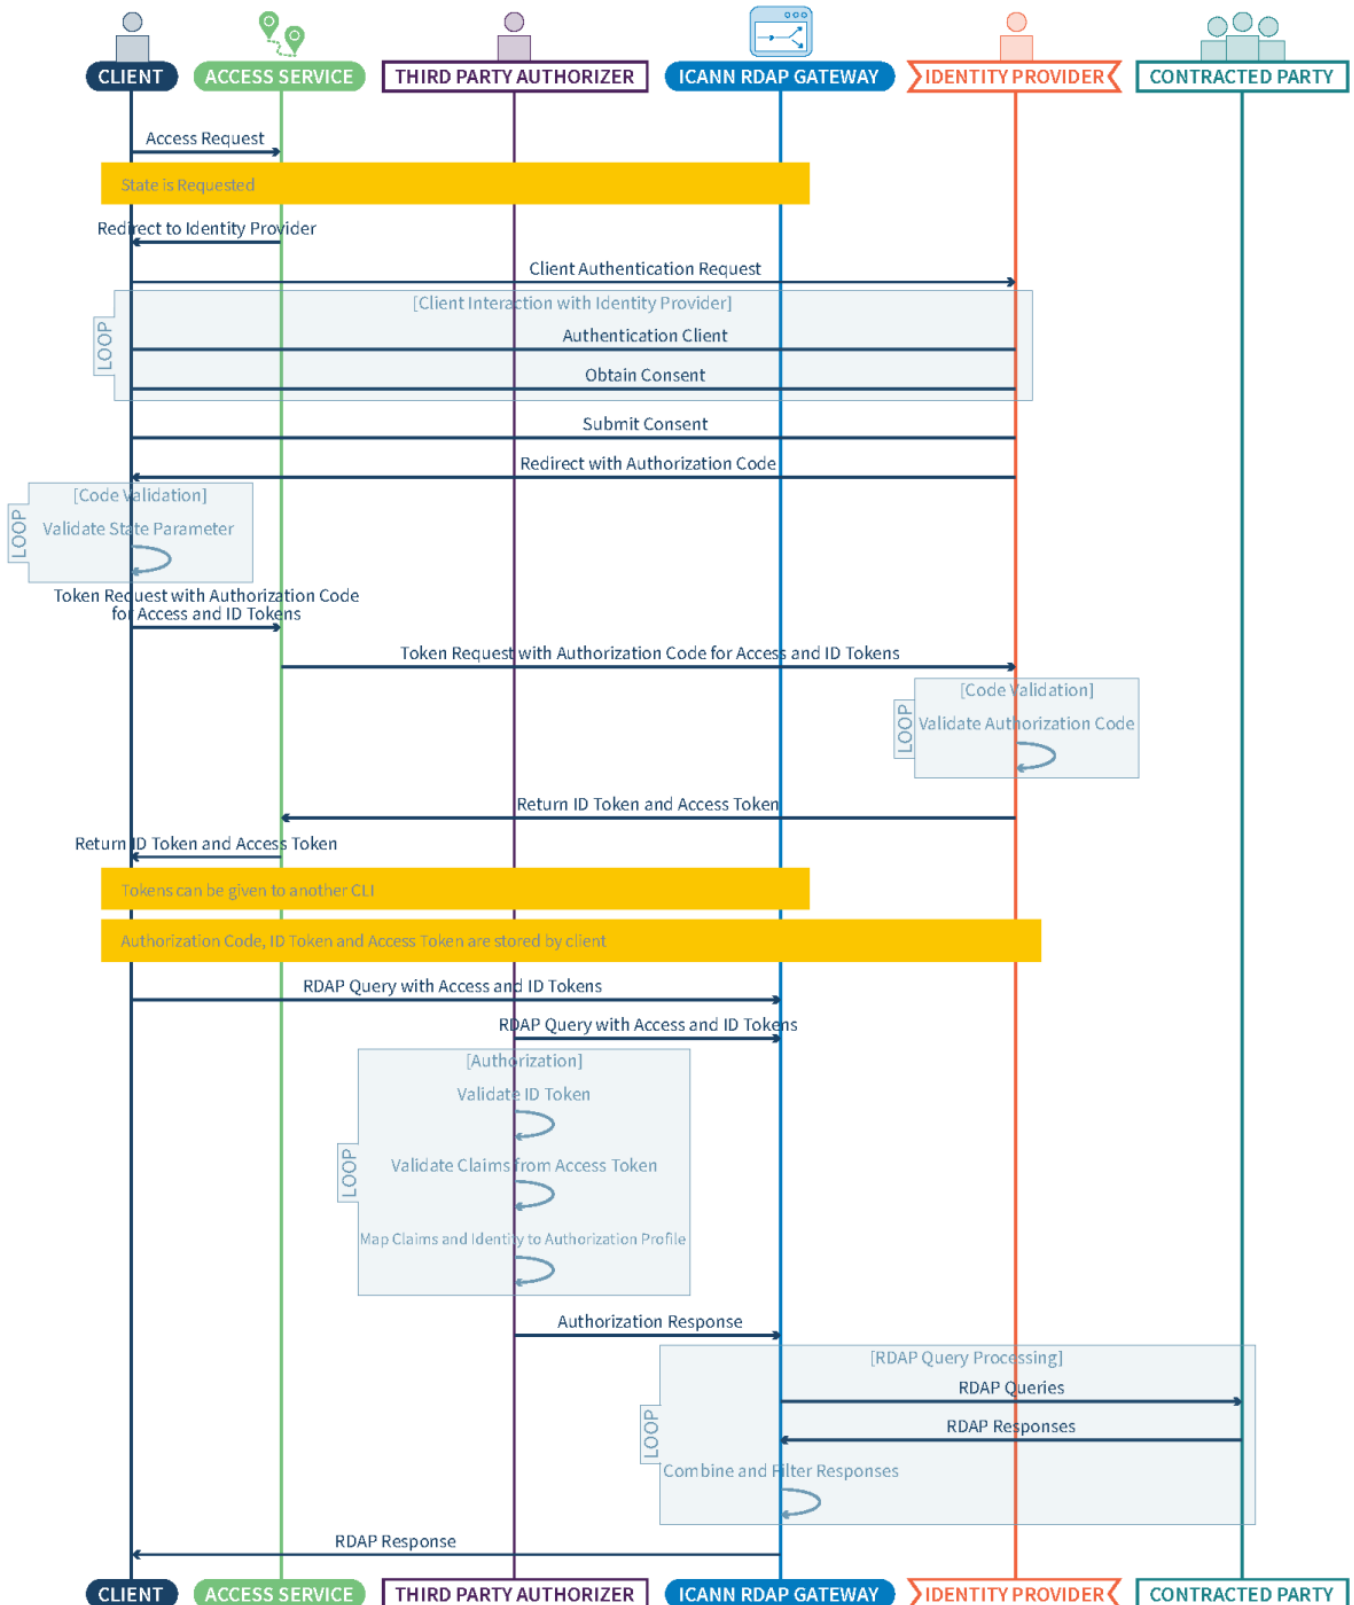 CLIENT
ACCESS SERVICE
THIRD PARTY AUTHORIZER
ICANN RDAP GATEWAY
IDENTITY PROVIDER
CONTRACTED PARTY
Access Request
State is Requested
Redirect to Identity Provider
Client Authentication Request
[Client Interaction with Identity Provider]
LOOP
Authentication Client
Obtain Consent
Submit Consent
Redirect with Authorization Code
[Code Validation]
LOOP
Validate State Parameter
Token Request with Authorization Code
for Access and ID Tokens
Token Request with Authorization Code for Access and ID Tokens
[Code Validation]
LOOP
Validate Authorization Code
Return ID Token and Access Token
Return ID Token and Access Token
Tokens can be given to another CLI
Authorization Code, ID Token and Access Token are stored by client
RDAP Query with Access and ID Tokens
RDAP Query with Access and ID Tokens
[Authorization]
Validate ID Token
LOOP
Validate Claims from Access Token
Map Claims and Identity to Authorization Profile
Authorization Response
[RDAP Query Processing]
RDAP Queries
LOOP
RDAP Responses
Combine and Filter Responses
RDAP Response
CLIENT
ACCESS SERVICE
THIRD PARTY AUTHORIZER
ICANN RDAP GATEWAY
IDENTITY PROVIDER
CONTRACTED PARTY